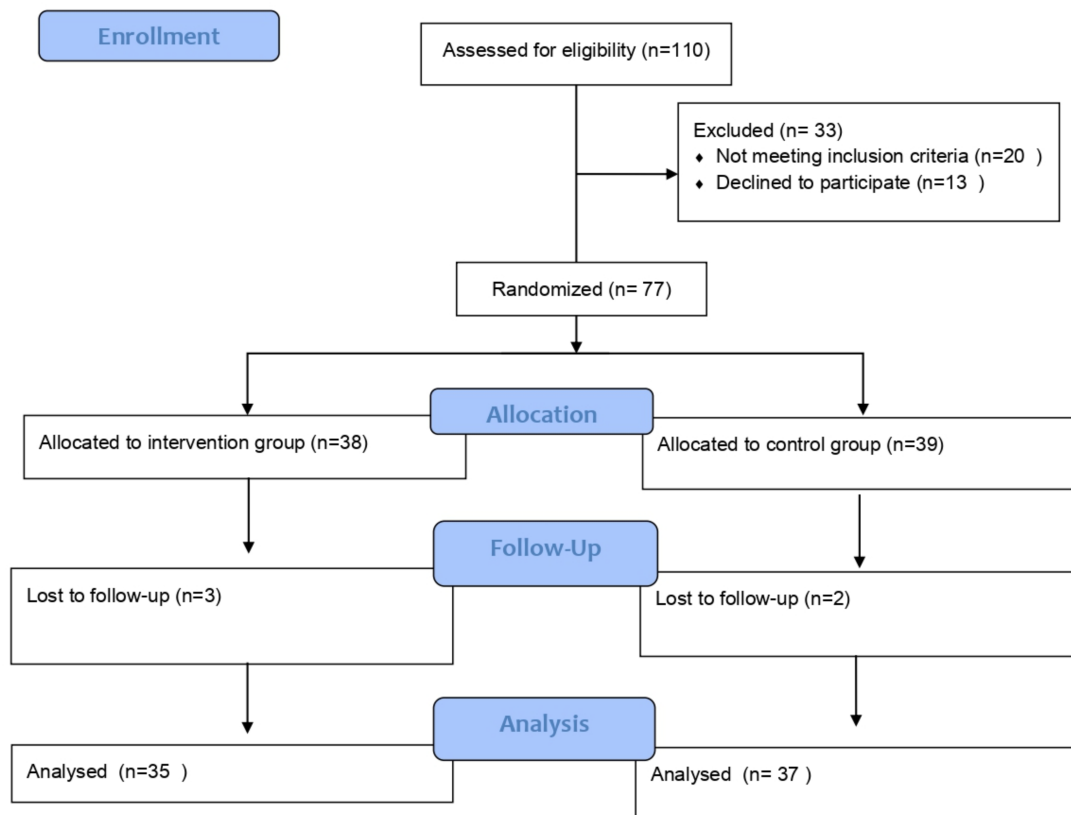 Enrollment
Assessed for eligibility (n=110)
Excluded (n= 33)
♦ Not meeting inclusion criteria (n=20  )
♦ Declined to participate (n=13  )
Randomized (n= 77)
Allocation
Allocated to intervention group (n=38)
Allocated to control group (n=39)
Follow-Up
Lost to follow-up (n=3)
Lost to follow-up (n=2)
Analysis
Analysed  (n=35  )
Analysed  (n= 37  )